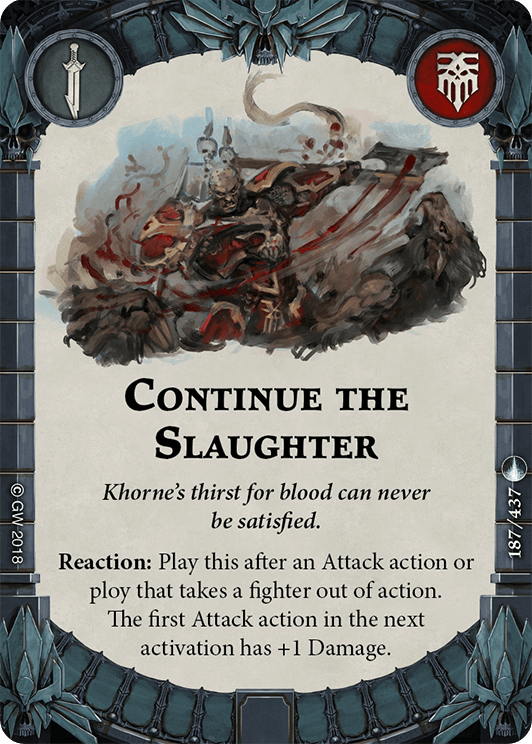 CONTINUE THE
SLAUGHTER
Khorne's thirst for blood can never
be satisfied.
Reaction: Play this after an Attack action or
ploy that takes a fighter out of action.
The first Attack action in the next
activation has +1 Damage.
© GW 2018
187/437